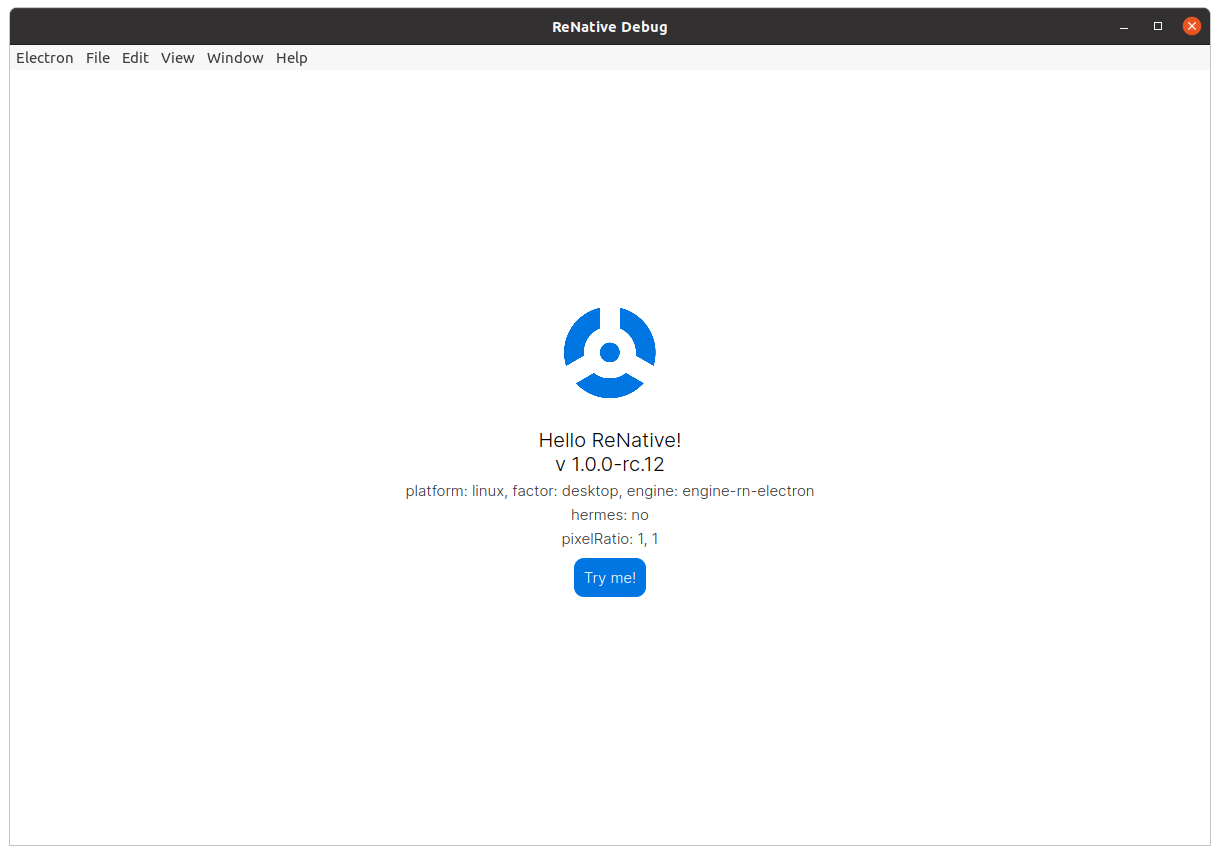 ReNative Debug
Electron File Edit View Window Help
Hello ReNative!
v 1.0.0-rc.12
platform: linux, factor: desktop, engine: engine-rn-electron
hermes: no
pixelRatio: 1, 1
Try me!